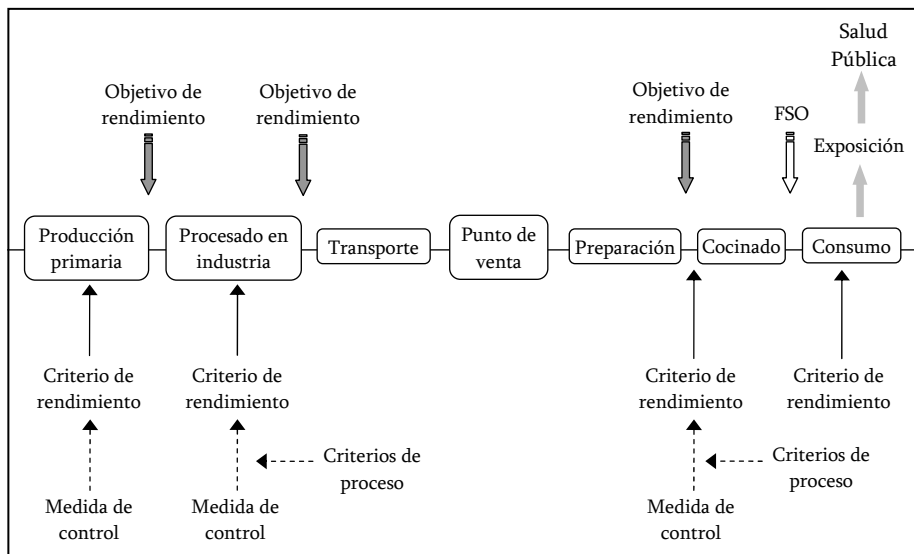 Salud
Pública
Objetivo de
rendimiento
Objetivo de
rendimiento
Objetivo de
rendimiento
FSO
Exposición
Producción
primaria
Procesado en
industria
Transporte
Punto de
venta
Preparación
Cocinado
Consumo
Criterio de
rendimiento
Criterio de
rendimiento
Criterio de
rendimiento
Criterio de
rendimiento
Criterios de
proceso
Criterios de
proceso
Medida de
control
Medida de
control
Medida de
control